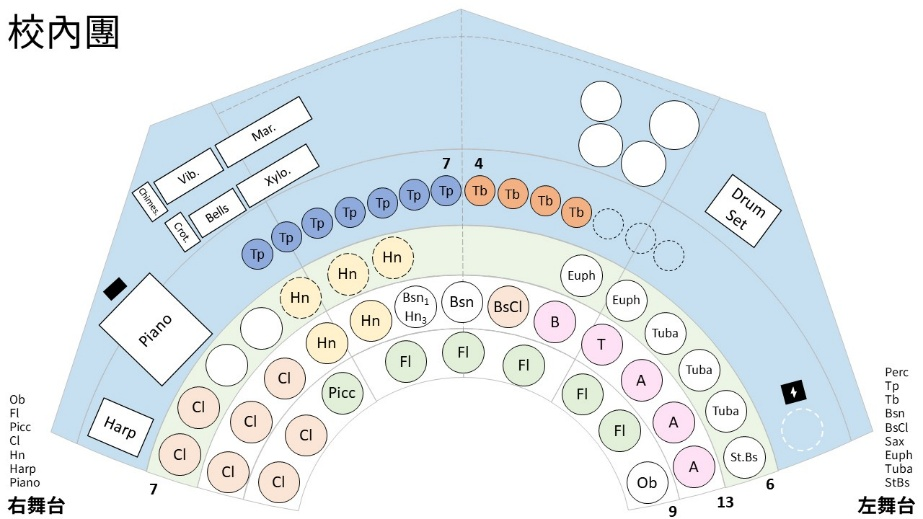 校內團
Mar.
Vib.
Chimes
Xylo.
Bells
Crot.
7
4
Tp
Tp
Tp
Tp
Tp
Tp
Tp
Tb
Tb
Tb
Tb
Drum
Set
Piano
Harp
Hn
Hn
Hn
Cl
Cl
Euph
Euph
Tuba
Tuba
Tuba
St.Bs
Hn
Hn
Bsn1
Hn3
Bsn
BsCl
B
T
A
A
A
Cl
Cl
Cl
Picc
Fl
Fl
Fl
Fl
Fl
Ob
Cl
Cl
7
9
13
6
Ob
Fl
Picc
Cl
Hn
Harp
Piano
右舞台
Perc
Tp
Tb
Bsn
BsCl
Sax
Euph
Tuba
StBs
左舞台